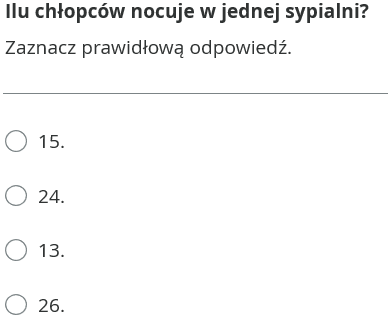 Ilu chłopców nocuje w jednej sypialni?
Zaznacz prawidłową odpowiedź.
15.
24.
13.
26.